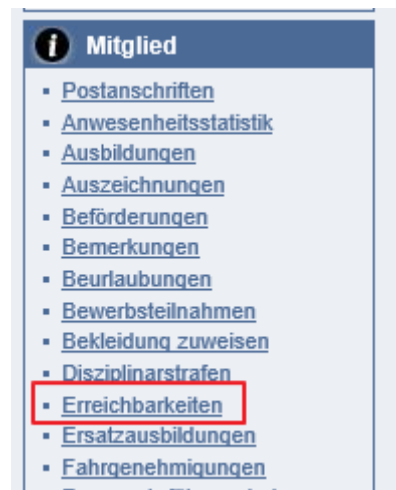 Mitglied
Postanschriften
Anwesenheitsstatistik
Ausbildungen
Auszeichnungen
Beförderungen
Bemerkungen
Beurlaubungen
Bewerbsteilnahmen
Bekleidung zuweisen
Disziplinarstrafen
Erreichbarkeiten
Ersatzausbildungen
Fahrgenehmigungen